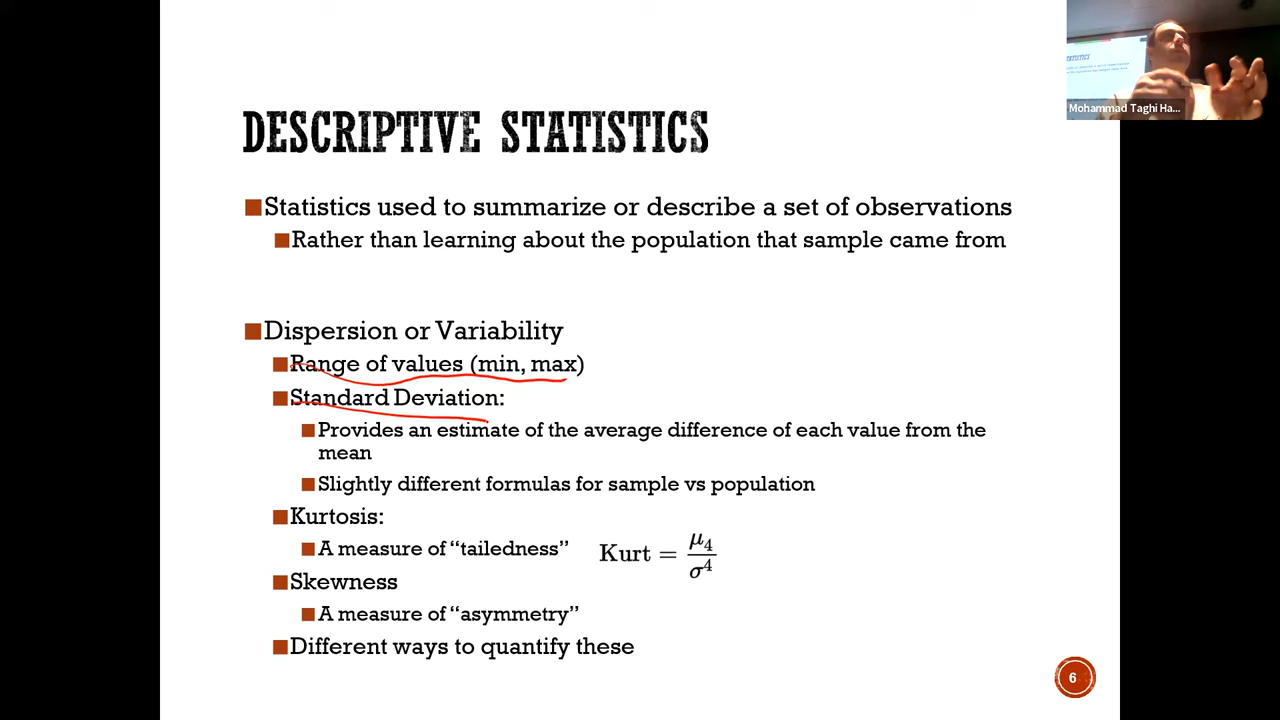 DESCRIPTIVE STATISTICS
Statistics used to summarize or describe a set of observations
Rather than learning about the population that sample came from
Dispersion or Variability
Range of values (min, max)
Standard Deviation:
Provides an estimate of the average difference of each value from the
mean
Slightly different formulas for sample vs population
Kurtosis:
A measure of “tailedness”
Kurt = μ₄/σ⁴
Skewness
A measure of “asymmetry”
Different ways to quantify these
6
Mohammad Taghi Ha...